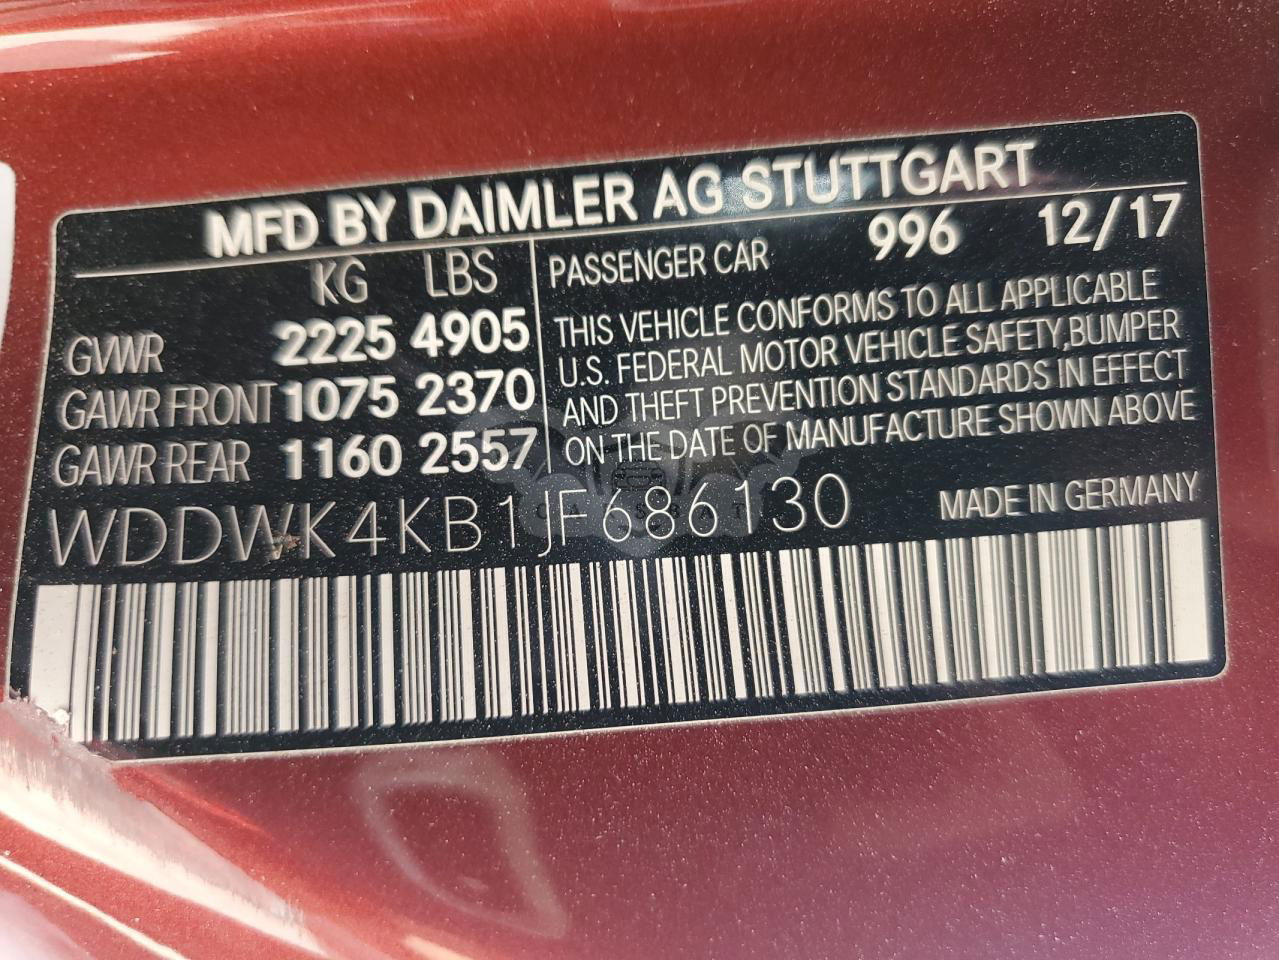 MFD BY DAIMLER AG STUTTGART
KG LBS
GVWR 2225 4905
GAWR FRONT 1075 2370
GAWR REAR 1160 2557
PASSENGER CAR 996 12/17
THIS VEHICLE CONFORMS TO ALL APPLICABLE
U.S. FEDERAL MOTOR VEHICLE SAFETY,BUMPER
AND THEFT PREVENTION STANDARDS IN EFFECT
ON THE DATE OF MANUFACTURE SHOWN ABOVE
WDDWK4KB1JF686130 MADE IN GERMANY